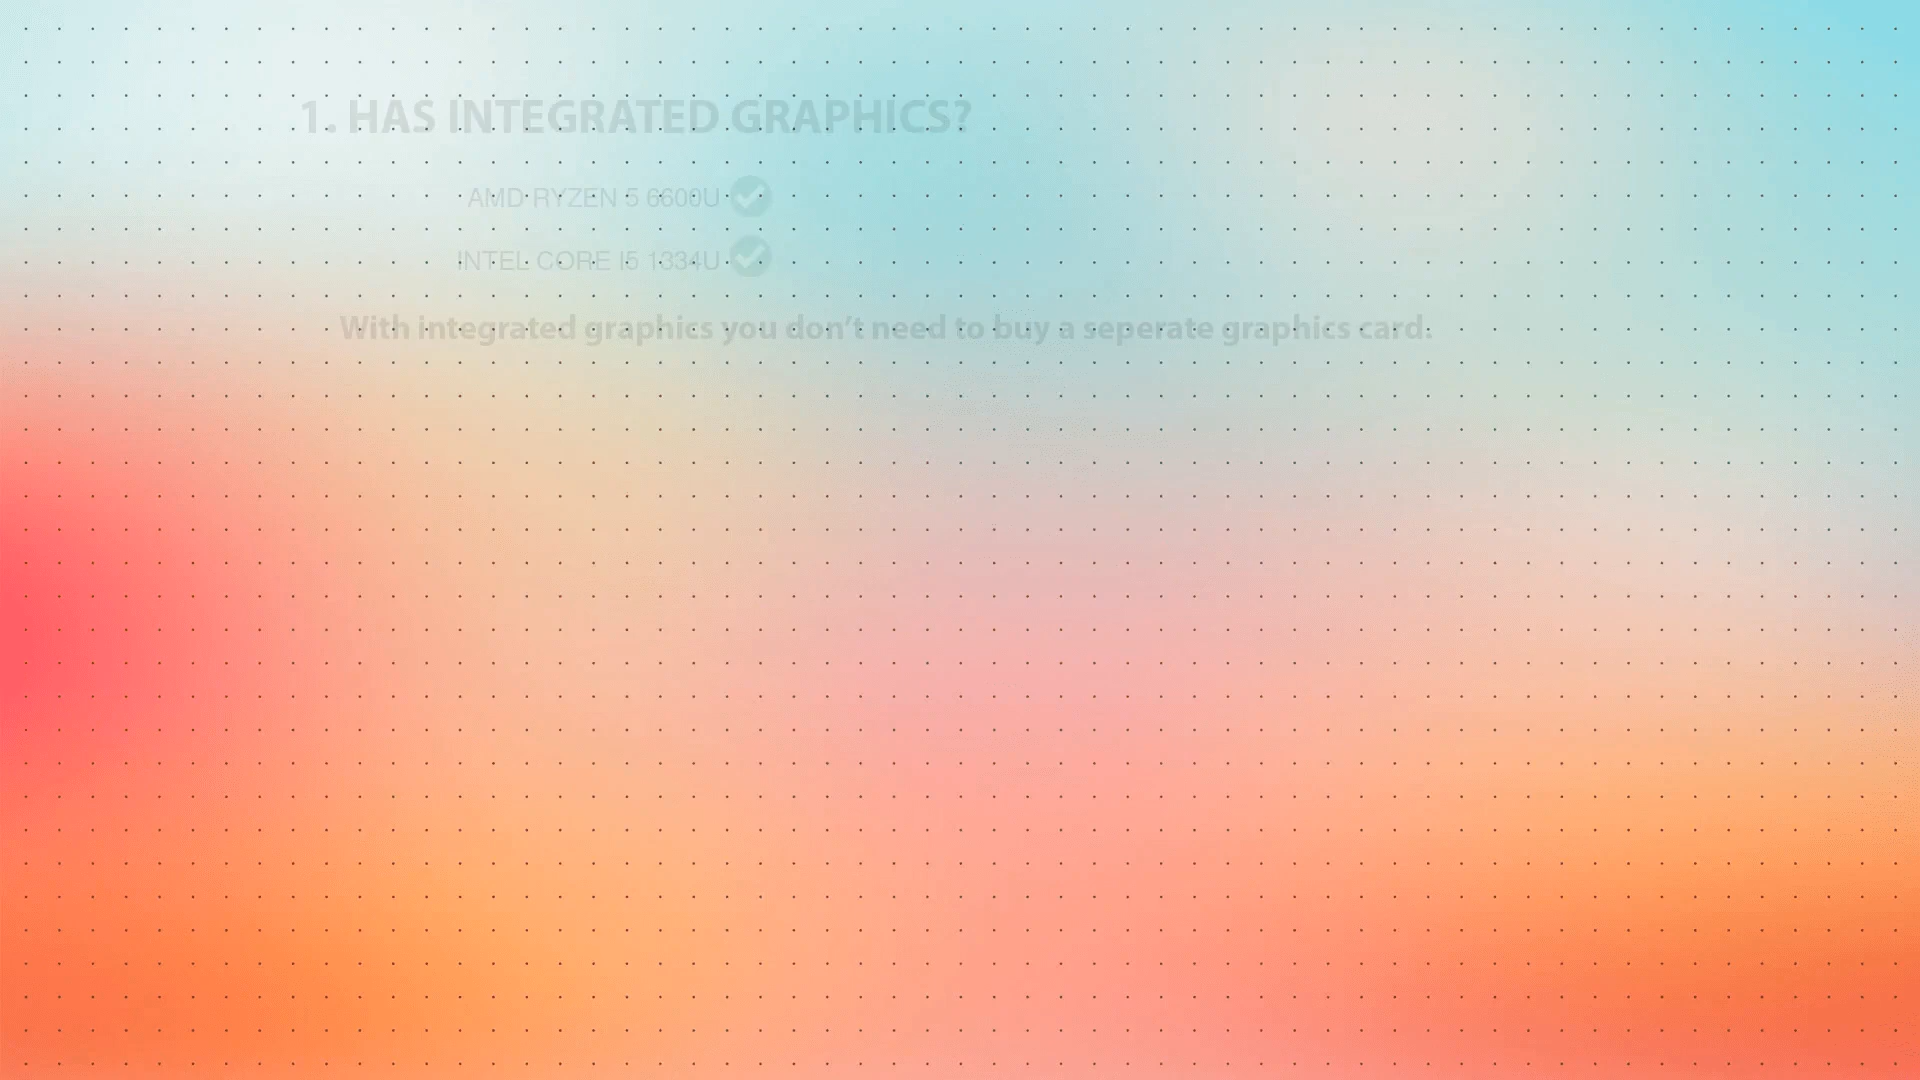 1. HAS INTEGRATED GRAPHICS?
AMD RYZEN 5 6600U
INTEL CORE I5 1334U
With integrated graphics you don’t need to buy a seperate graphics card.